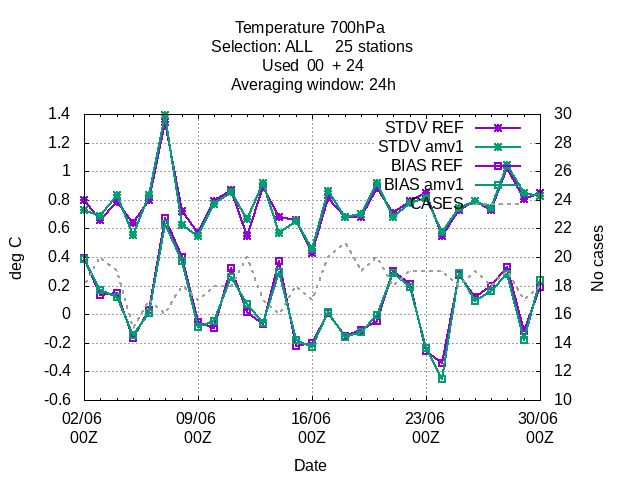 Temperature 700hPa
Selection: ALL 25 stations
Used 00 + 24
Averaging window: 24h
1.4
1.2
1
0.8
0.6
0.4
0.2
0
-0.2
-0.4
-0.6
deg C
30
28
26
24
22
20
18
16
14
12
10
No cases
STDV REF
STDV amv1
BIAS REF
BIAS amv1
CASES
02/06 09/06 16/06 23/06 30/06
00Z 00Z 00Z 00Z 00Z
Date